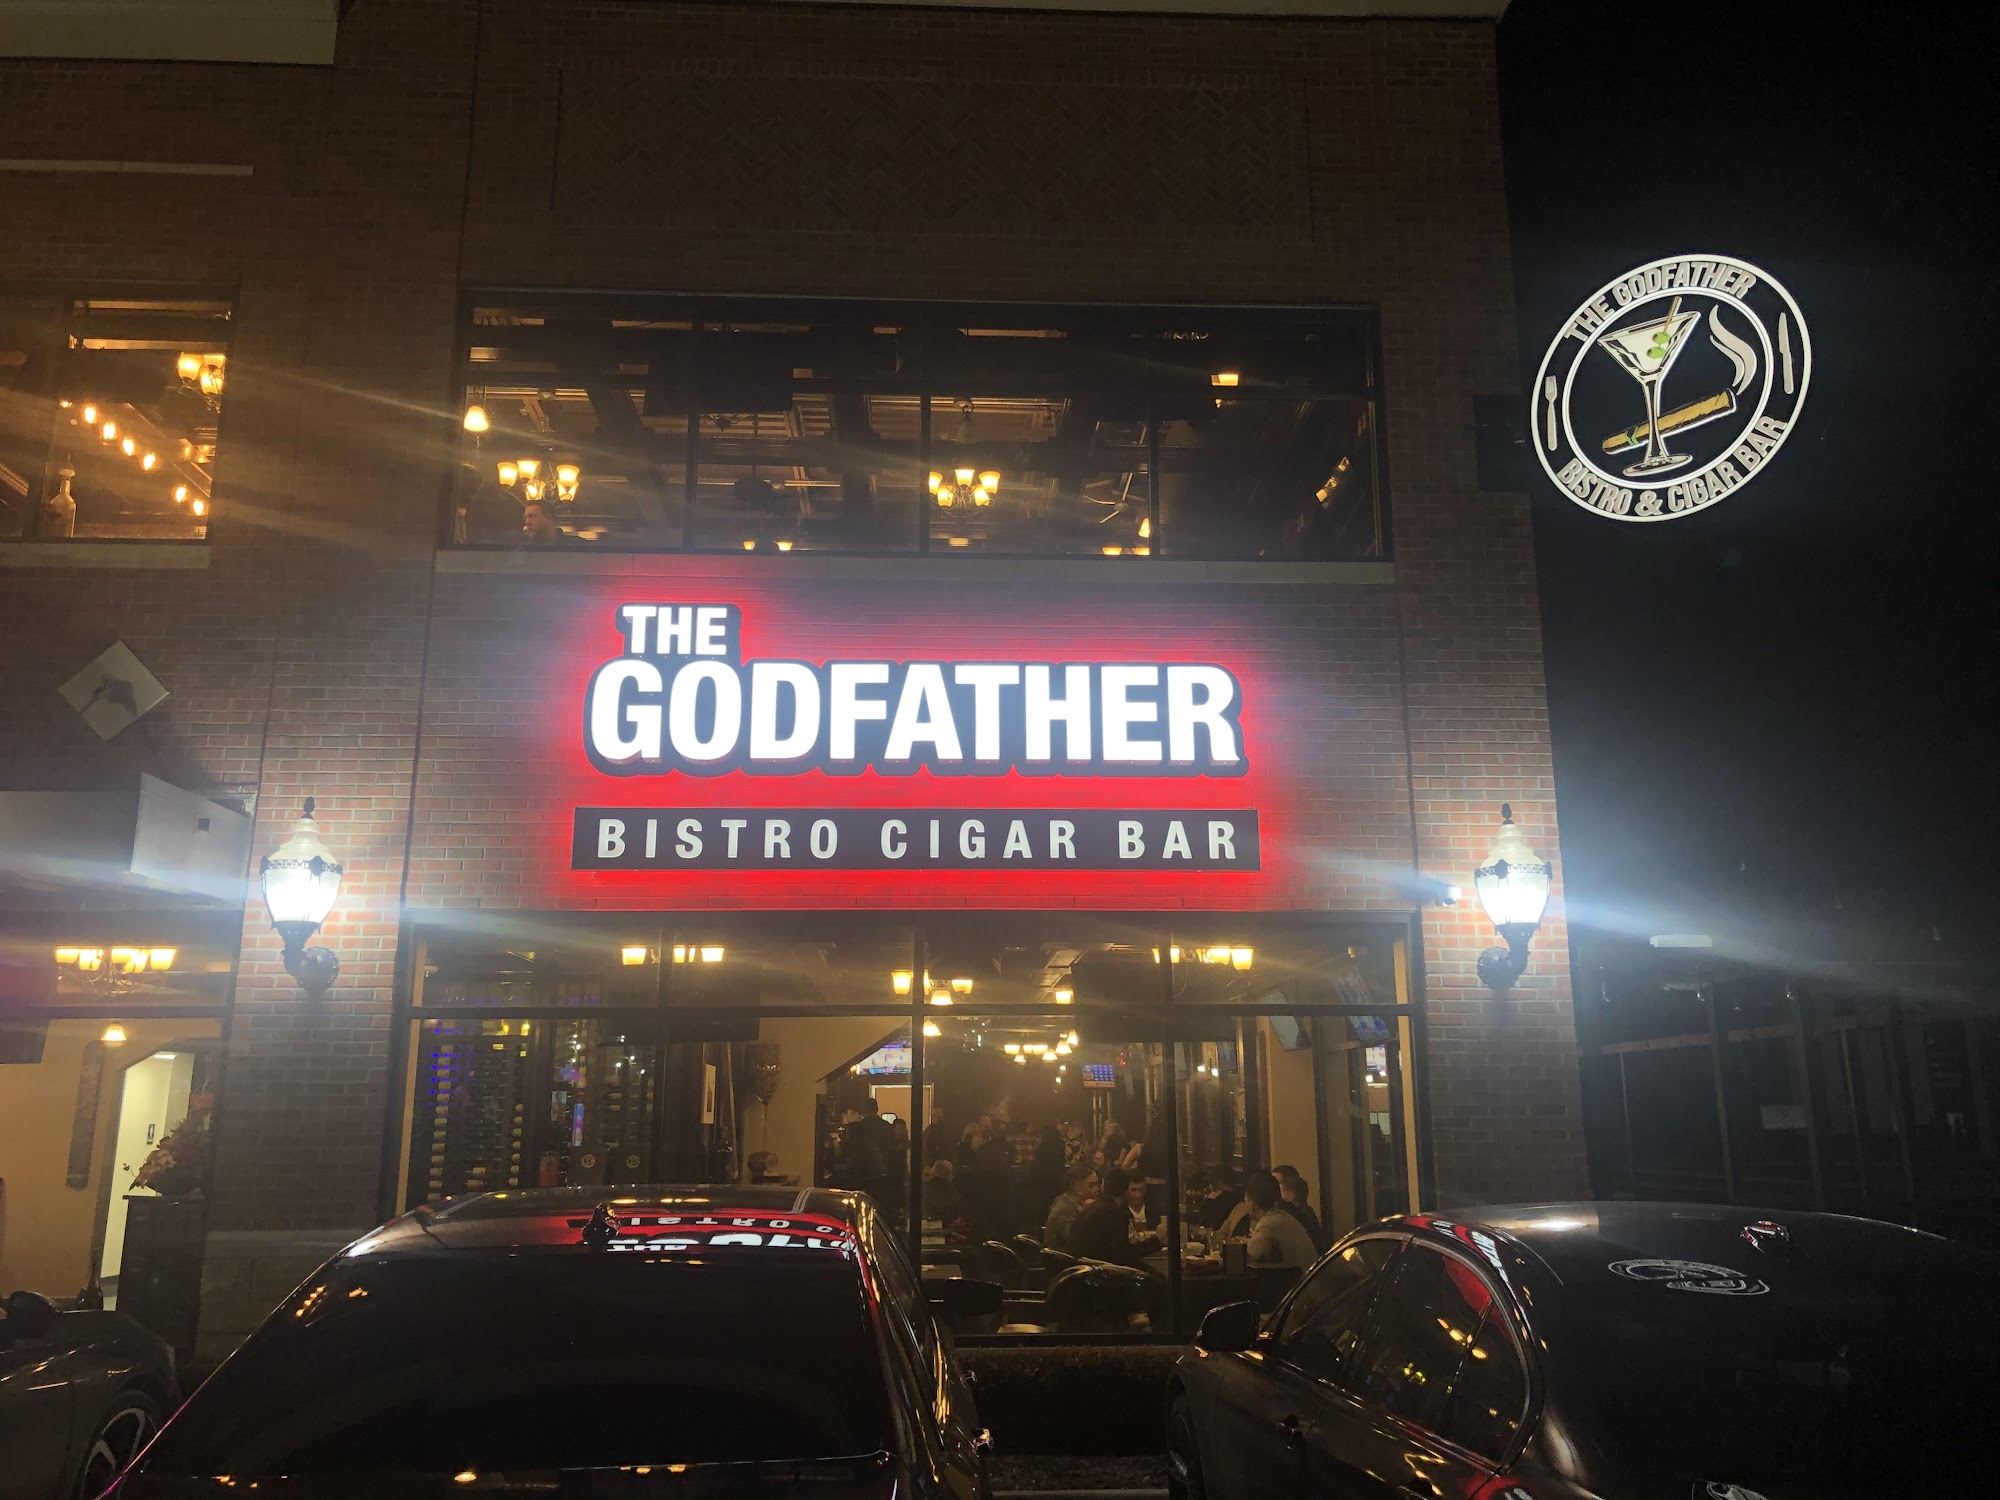 THE
GODFATHER
BISTRO CIGAR BAR
THE GODFATHER
BISTRO & CIGAR BAR